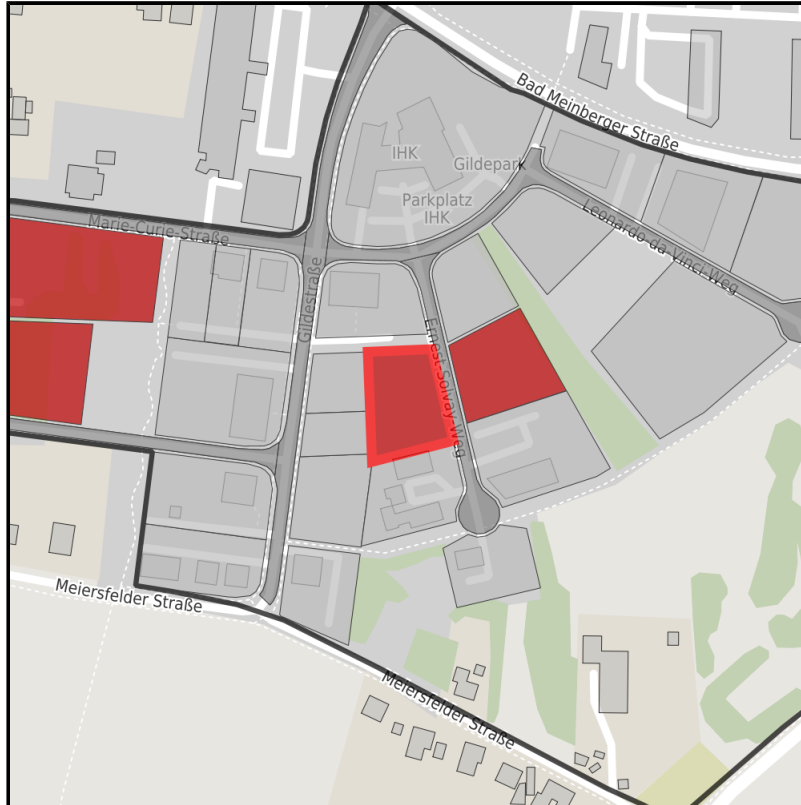 Bad Meinberger Straße
IHK
Gildepark
Parkplatz
IHK
Marie-Curie-Straße
Leonardo-da-Vinci-Weg
Gildestraße
Ernest-Solvay-Weg
Meiersfelder Straße
Meiersfelder Straße